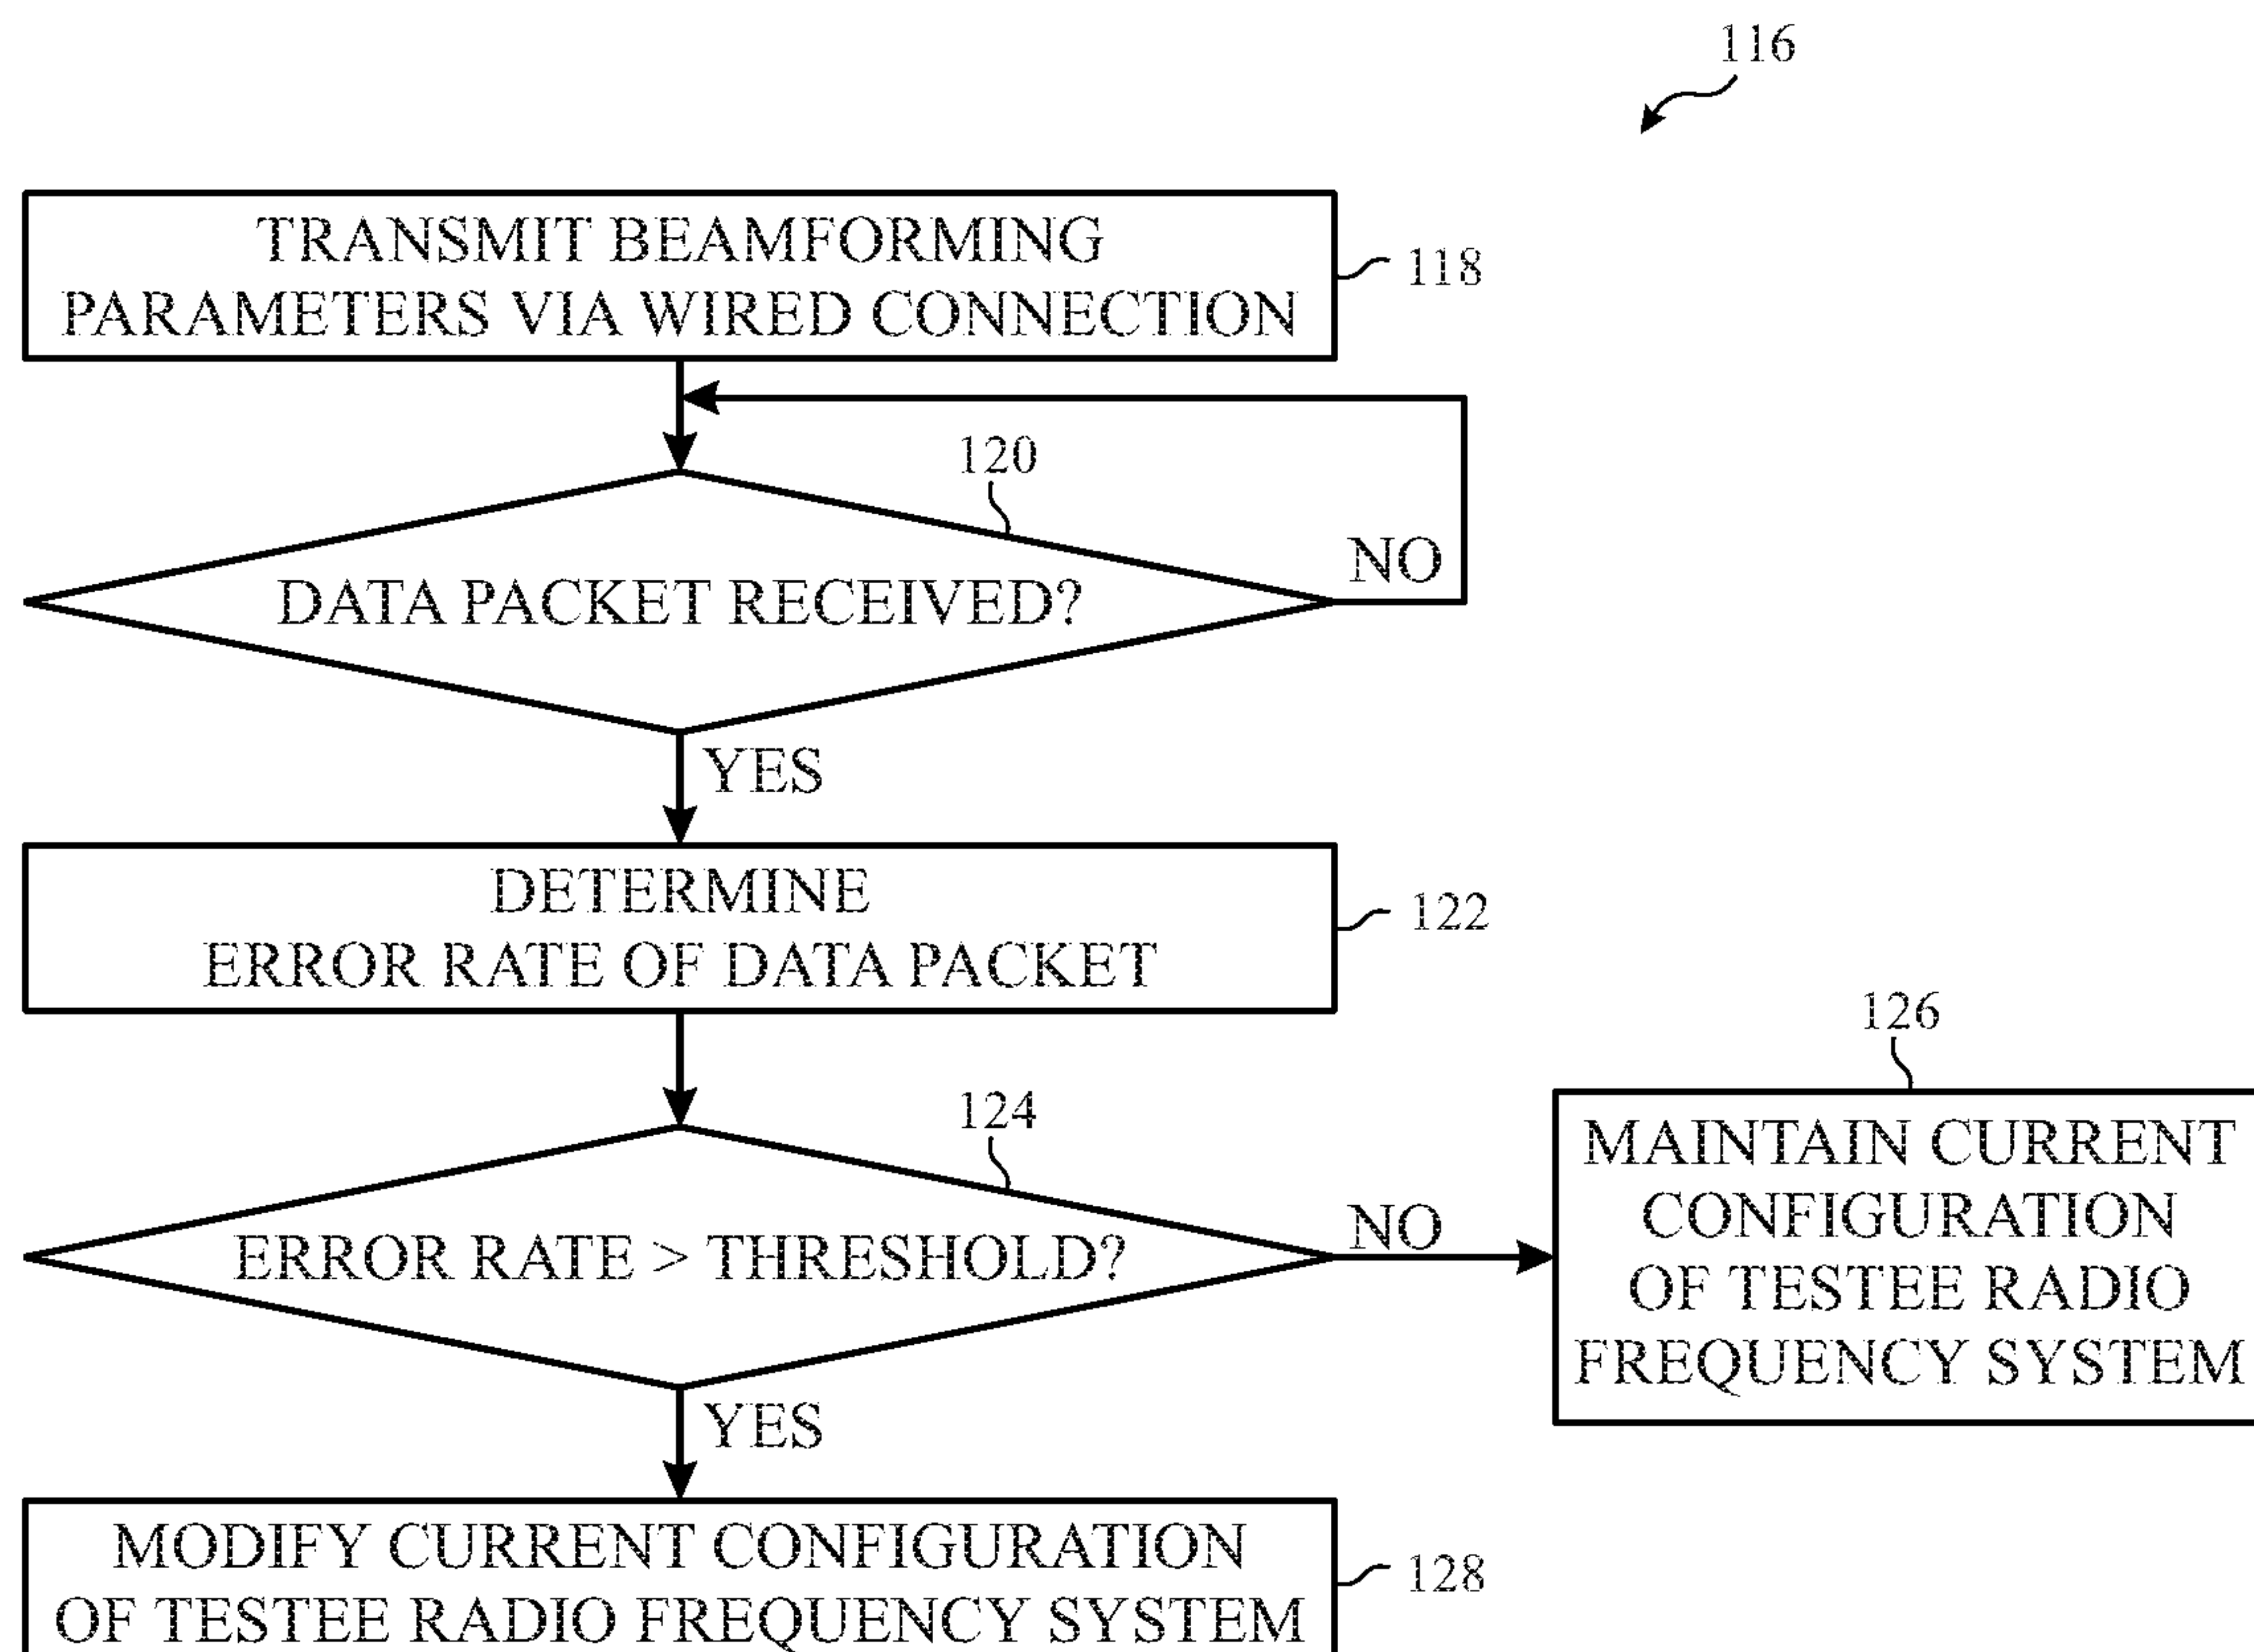 116
TRANSMIT BEAMFORMING
PARAMETERS VIA WIRED CONNECTION
118
120
DATA PACKET RECEIVED?
NO
YES
DETERMINE
ERROR RATE OF DATA PACKET
122
124
ERROR RATE > THRESHOLD?
NO
126
MAINTAIN CURRENT
CONFIGURATION
OF TESTEE RADIO
FREQUENCY SYSTEM
YES
MODIFY CURRENT CONFIGURATION
OF TESTEE RADIO FREQUENCY SYSTEM
128